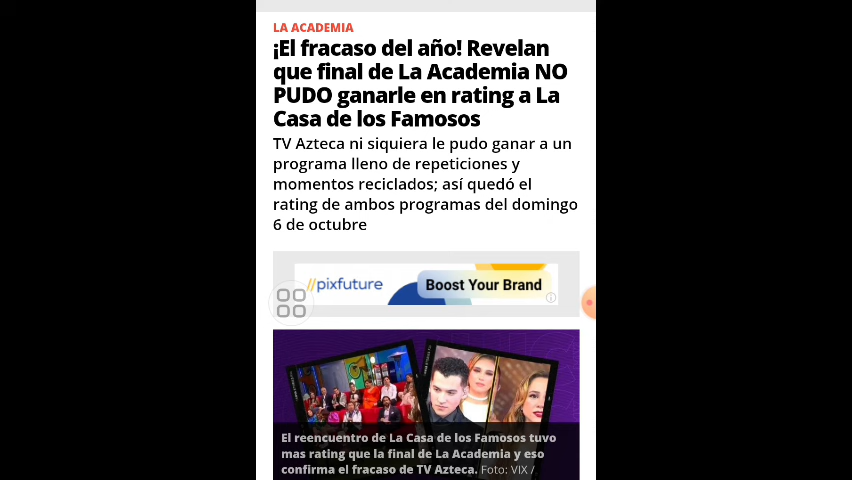 LA ACADEMIA
¡El fracaso del año! Revelan
que final de La Academia NO
PUDO ganarle en rating a La
Casa de los Famosos
TV Azteca ni siquiera le pudo ganar a un
programa lleno de repeticiones y
momentos reciclados; así quedó el
rating de ambos programas del domingo
6 de octubre
//pixfuture
Boost Your Brand
El reencuentro de La Casa de los Famosos tuvo
mas rating que la final de La Academia y eso
confirma el fracaso de TV Azteca. Foto: VIX /